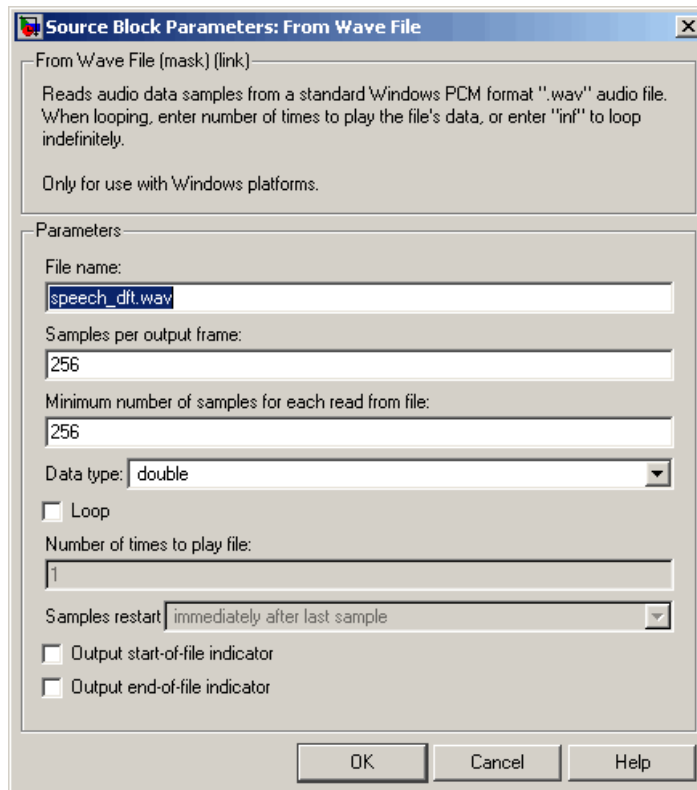 Source Block Parameters: From Wave File
From Wave File (mask) (link)
Reads audio data samples from a standard Windows PCM format ".wav" audio file.
When looping, enter number of times to play the file's data, or enter "inf" to loop
indefinitely.
Only for use with Windows platforms.
Parameters
File name:
speech_dft.wav
Samples per output frame:
256
Minimum number of samples for each read from file:
256
Data type: double
Loop
Number of times to play file:
1
Samples restart immediately after last sample
Output start-of-file indicator
Output end-of-file indicator
OK Cancel Help